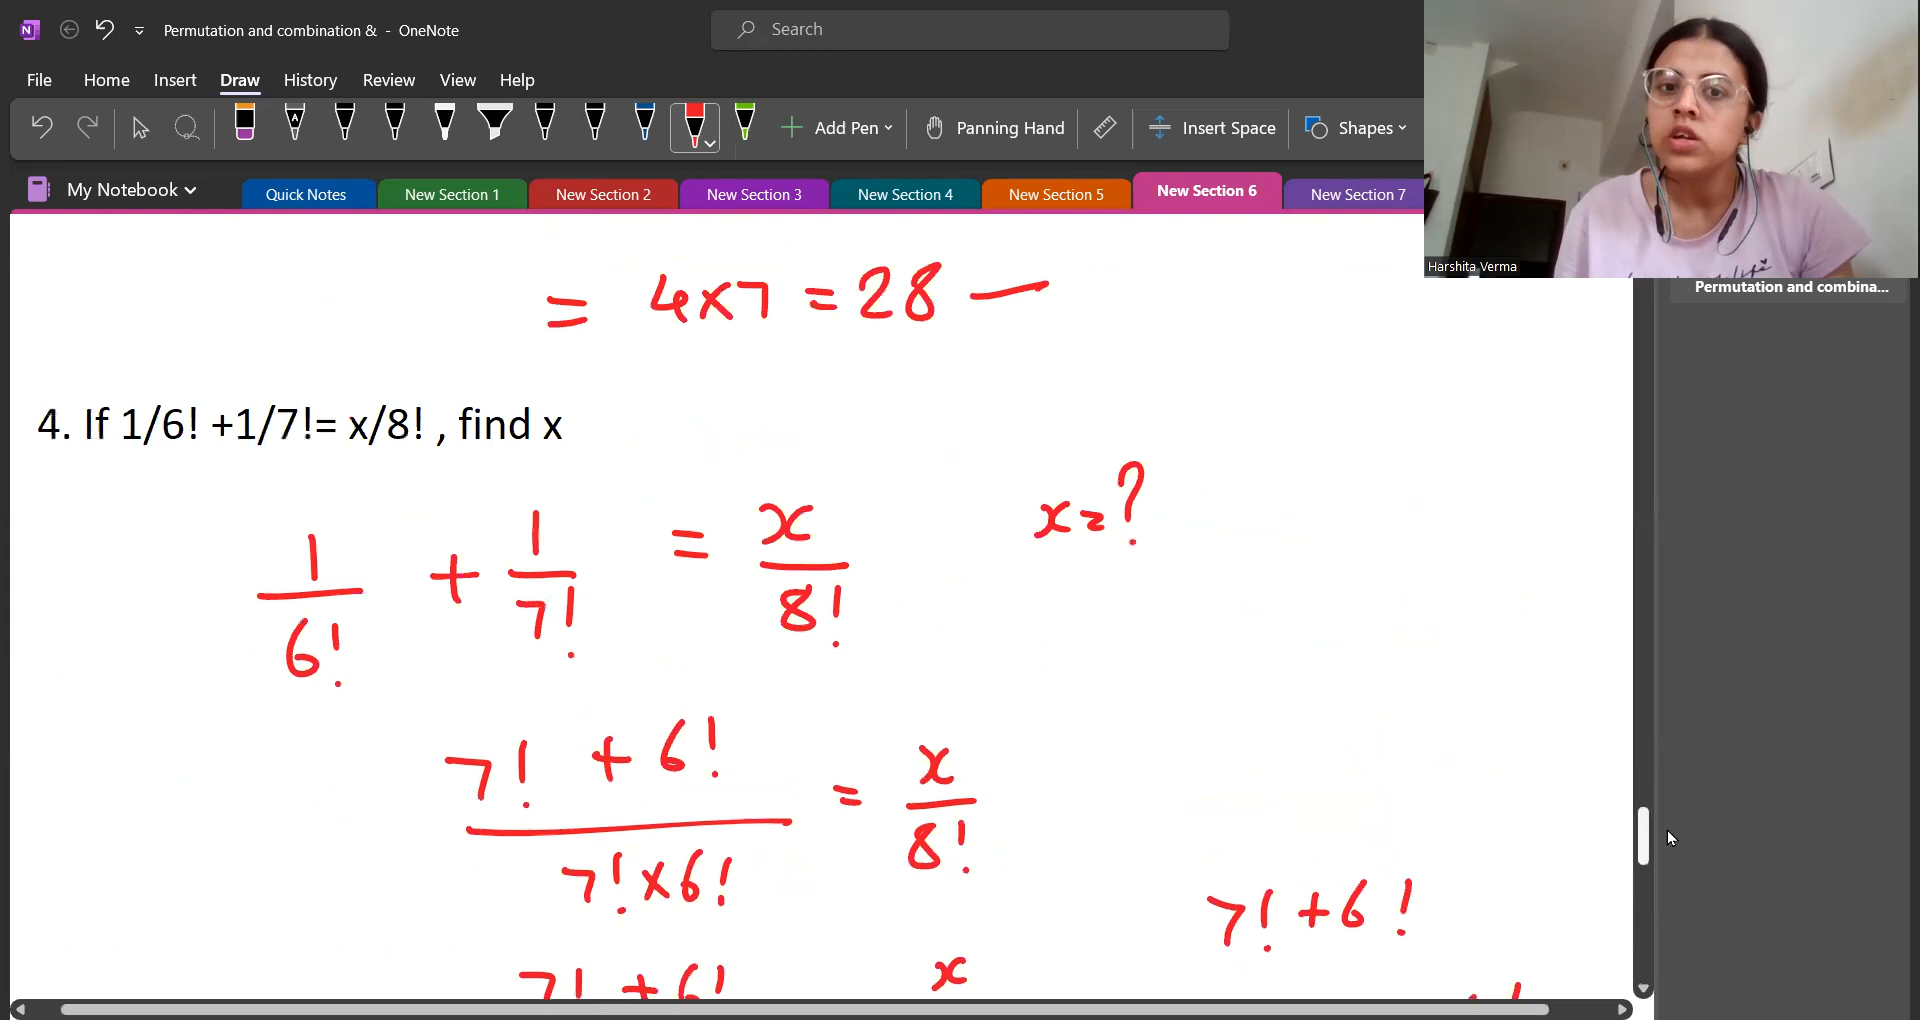 Permutation and combination & - OneNote
Search
File Home Insert Draw History Review View Help
A Add Pen Panning Hand Insert Space Shapes
My Notebook Quick Notes New Section 1 New Section 2 New Section 3 New Section 4 New Section 5 New Section 6 New Section 7
Harshita Verma
Permutation and combina...
= 4x7 = 28 —
4. If 1/6! +1/7!= x/8! , find x
1/6! + 1/7! = x/8!
x = ?
7! + 6! / 7! x 6! = x/8!
7! + 6!
7! + 6! x